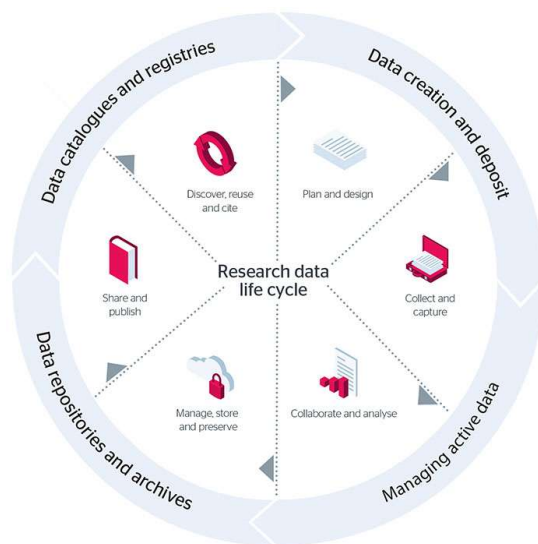 Data catalogues and registries
Data creation and deposit
Discover, reuse
and cite
Plan and design
Research data
life cycle
Share and
publish
Collect and
capture
Manage, store
and preserve
Collaborate and analyse
Data repositories and archives
Managing active data